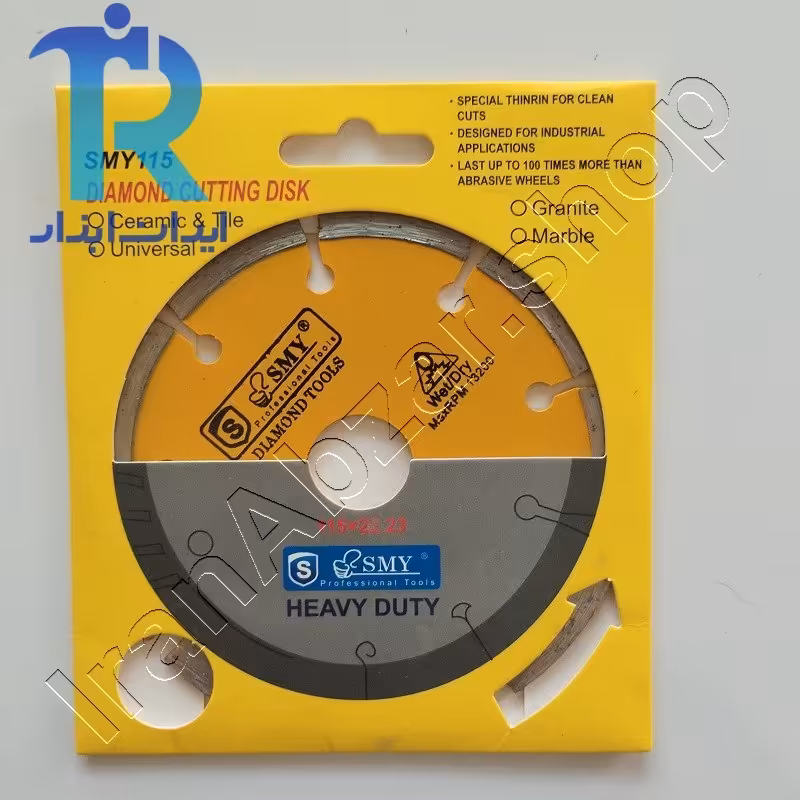 · SPECIAL THINRIN FOR CLEAN
CUTS
· DESIGNED FOR INDUSTRIAL
APPLICATIONS
· LAST UP TO 100 TIMES MORE THAN
ABRASIVE WHEELS
SMY115
DIAMOND CUTTING DISK
Ceramic & Tile
Universal
Granite
Marble
ایران ابزار
S
SMY®
Professional Tools
DIAMOND TOOLS
Wet/Dry
MaxRPM 13200
S
SMY®
Professional Tools
HEAVY DUTY
IranAbzar.shop